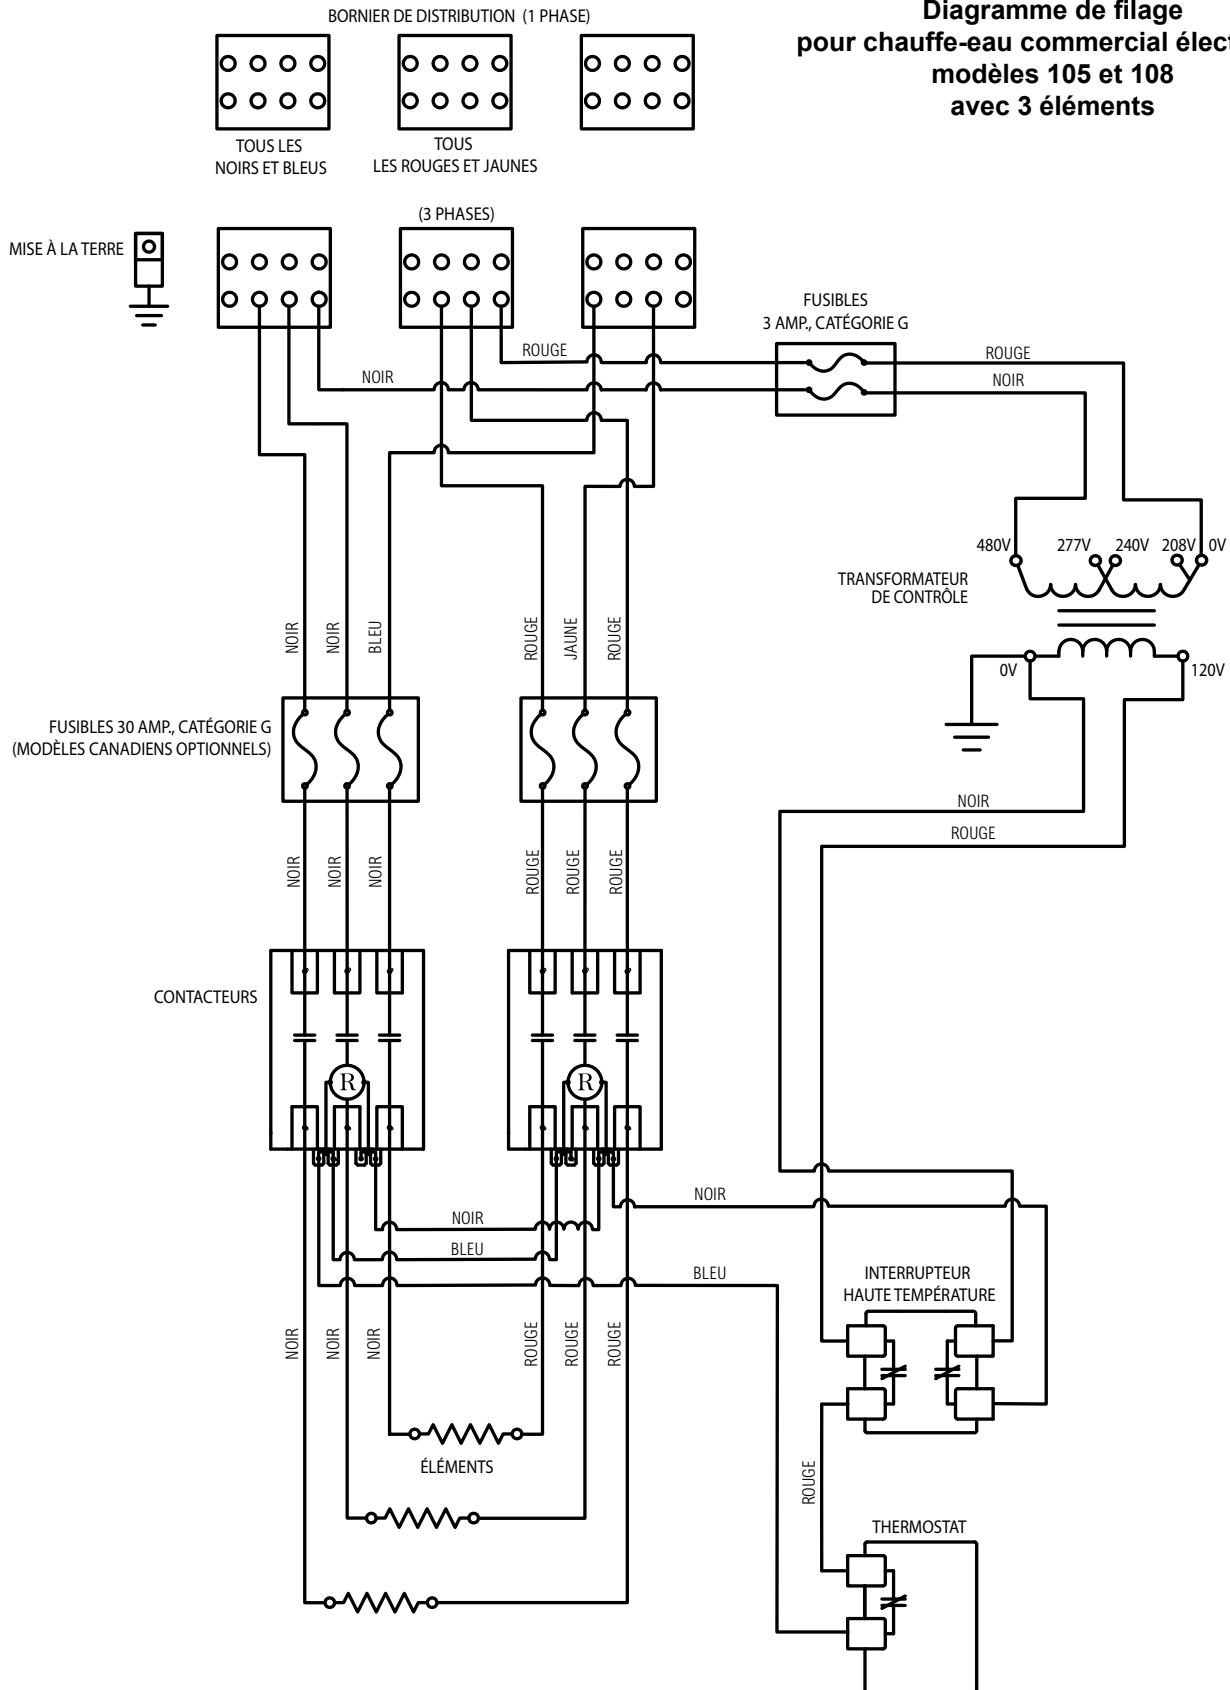 BORNIER DE DISTRIBUTION (1 PHASE)
Diagramme de filage
pour chauffe-eau commercial
modèles 105 et 108
avec 3 éléments
TOUS LES
NOIRS ET BLEUS
TOUS
LES ROUGES ET JAUNES
(3 PHASES)
MISE À LA TERRE
FUSIBLES
3 AMP., CATÉGORIE G
ROUGE
ROUGE
NOIR
NOIR
480V
277V
240V
208V
0V
TRANSFORMATEUR
DE CONTRÔLE
NOIR
NOIR
BLEU
ROUGE
JAUNE
ROUGE
0V
120V
FUSIBLES 30 AMP., CATÉGORIE G
(MODÈLES CANADIENS OPTIONNELS)
NOIR
ROUGE
NOIR
NOIR
NOIR
ROUGE
ROUGE
ROUGE
CONTACTEURS
R
R
NOIR
NOIR
BLEU
BLEU
INTERRUPTEUR
HAUTE TEMPÉRATURE
NOIR
NOIR
NOIR
ROUGE
ROUGE
ROUGE
ÉLÉMENTS
ROUGE
THERMOSTAT